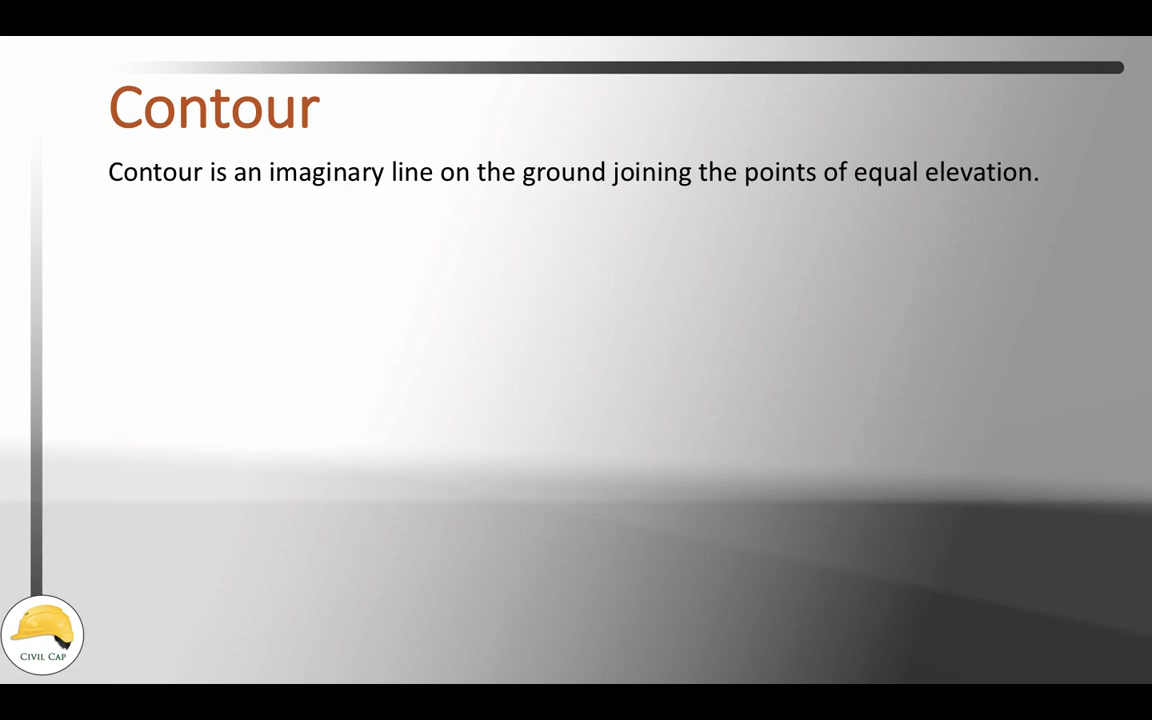 Contour
Contour is an imaginary line on the ground joining the points of equal elevation.
CIVIL CAP